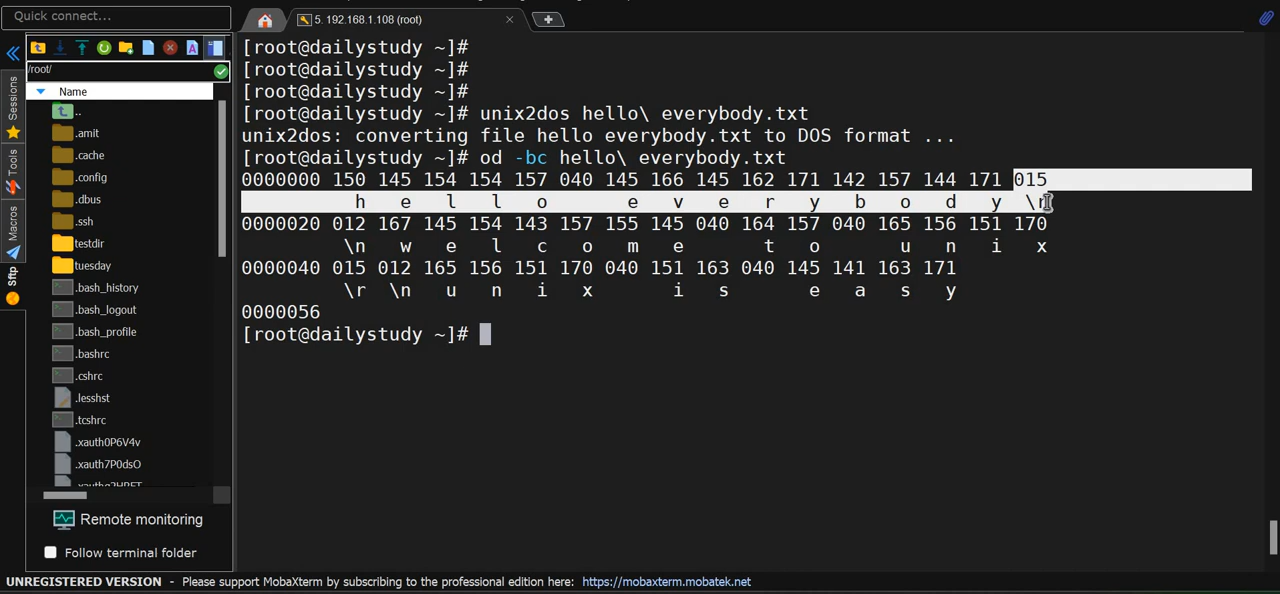 Quick connect...
5. 192.168.1.108 (root)
/root/
Name
..
.amit
.cache
.config
.dbus
.ssh
testdir
tuesday
.bash_history
.bash_logout
.bash_profile
.bashrc
.cshrc
.lesshst
.tcshrc
.xauth0P6V4v
.xauth7P0dsO
Sessions
Tools
Macros
Sftp
Remote monitoring
Follow terminal folder
[root@dailystudy ~]#
[root@dailystudy ~]#
[root@dailystudy ~]#
[root@dailystudy ~]# unix2dos hello\ everybody.txt
unix2dos: converting file hello everybody.txt to DOS format ...
[root@dailystudy ~]# od -bc hello\ everybody.txt
0000000 150 145 154 154 157 040 145 166 145 162 171 142 157 144 171 015
h e l l o e v e r y b o d y \r
0000020 012 167 145 154 143 157 155 145 040 164 157 040 165 156 151 170
\n w e l c o m e t o u n i x
0000040 015 012 165 156 151 170 040 151 163 040 145 141 163 171
\r \n u n i x i s e a s y
0000056
[root@dailystudy ~]#
UNREGISTERED VERSION - Please support MobaXterm by subscribing to the professional edition here: https://mobaxterm.mobatek.net